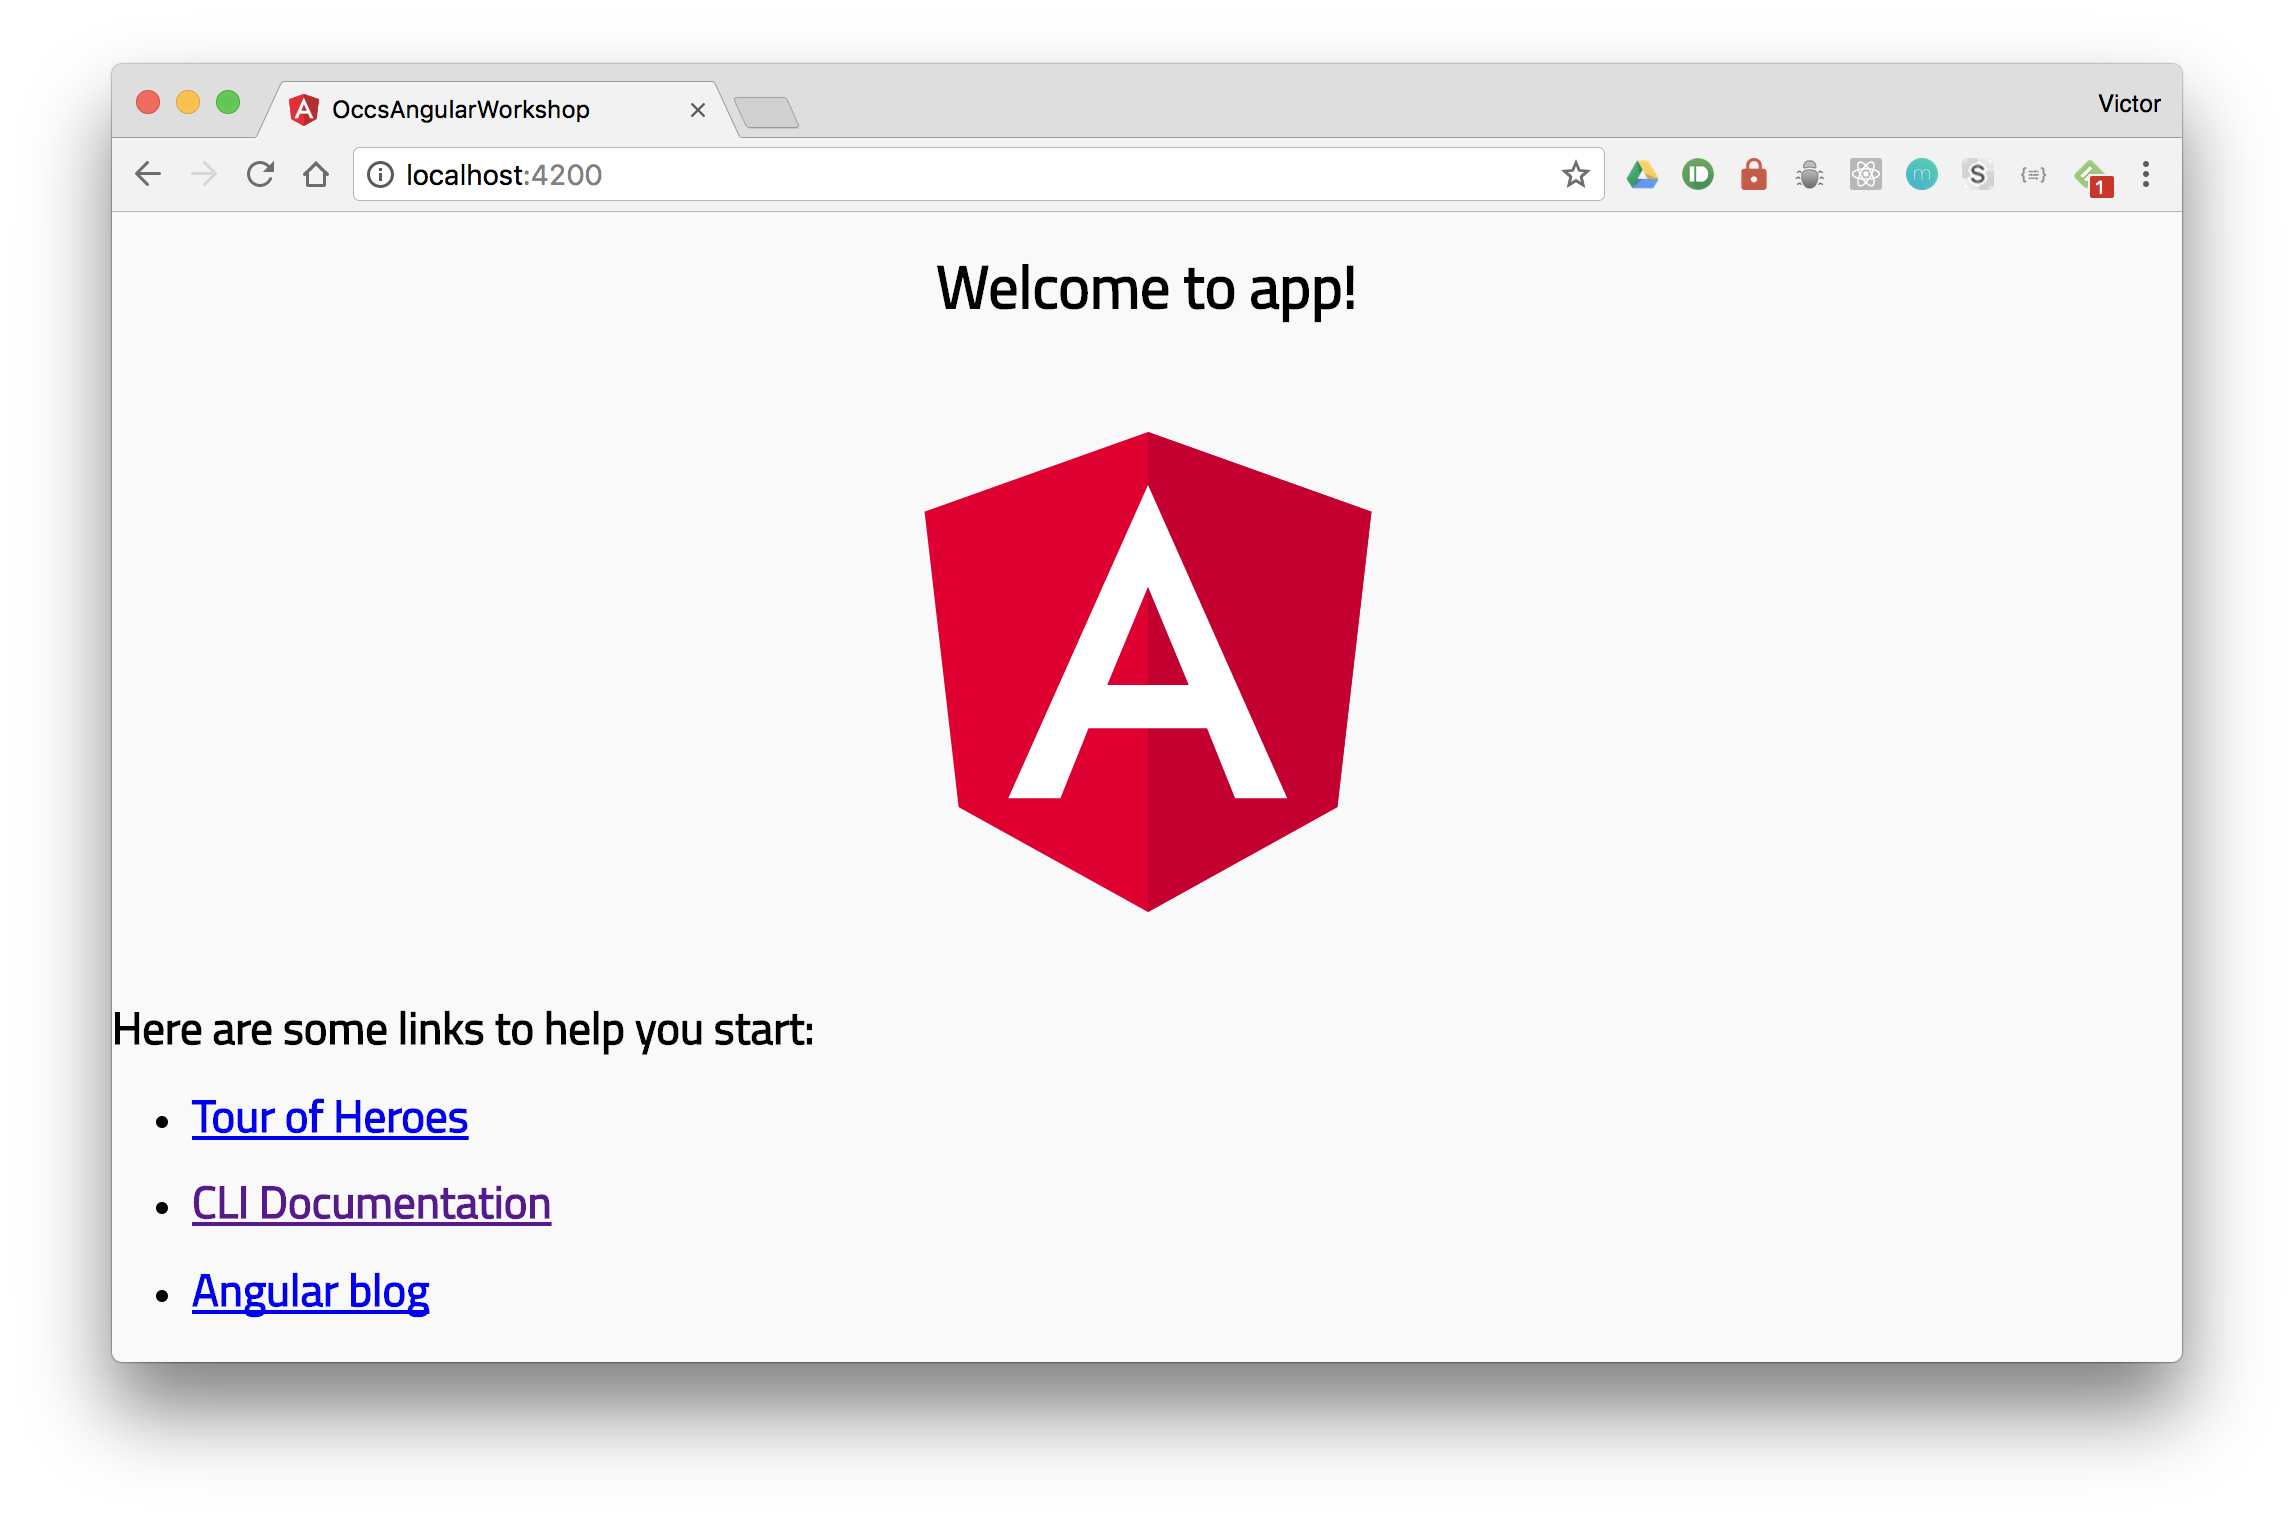 OccsAngularWorkshop
Victor
localhost:4200
m
S
1
Welcome to app!
A
Here are some links to help you start:
Tour of Heroes
CLI Documentation
Angular blog